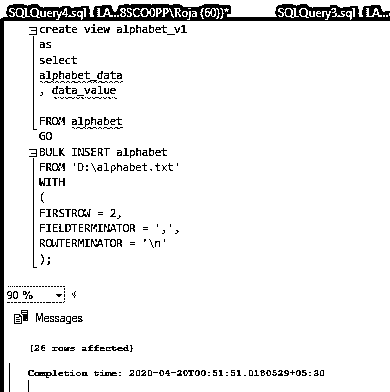 SQLQuery4.sql - (LA...8SCO0PP\Roja (60))* SQLQuery3.sql - (LA...
create view alphabet_v1
as
select
alphabet_data
, data_value
FROM alphabet
GO
BULK INSERT alphabet
FROM 'D:\alphabet.txt'
WITH
(
FIRSTROW = 2,
FIELDTERMINATOR = ',',
ROWTERMINATOR = '\n'
);
90 %
Messages
(26 rows affected)
Completion time: 2020-04-20T00:51:51.0180529+05:30